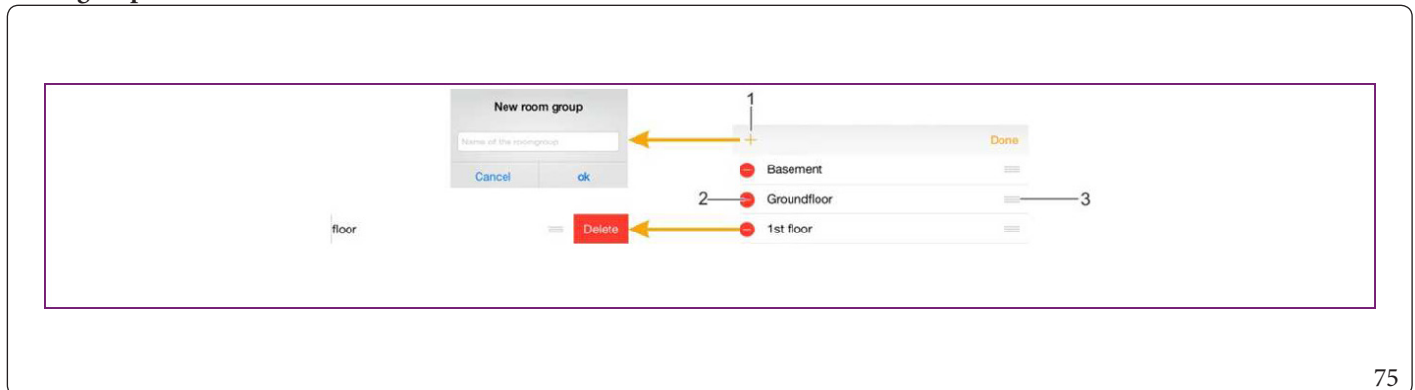 New room group
Name of the roomgroup
Cancel ok
1
+ Done
Basement
2 Groundfloor 3
1st floor
floor Delete
75